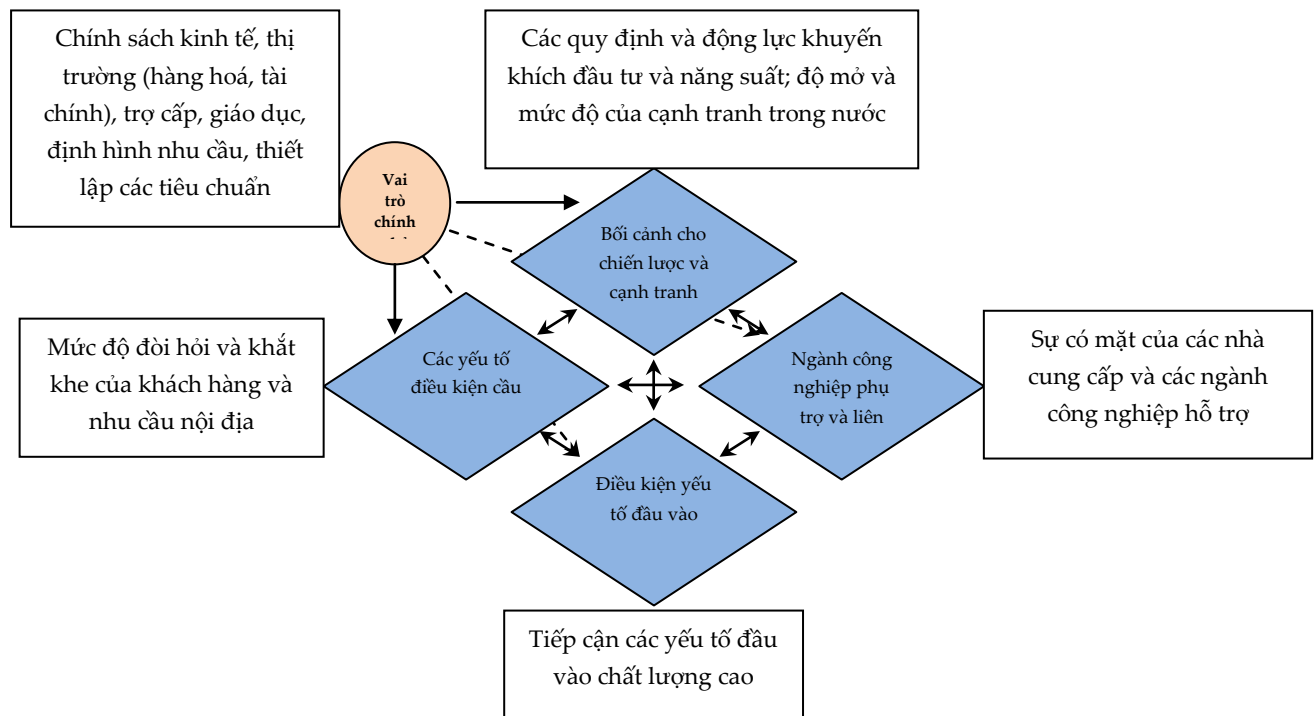 Chính sách kinh tế, thị
trường (hàng hoá, tài
chính), trợ cấp, giáo dục,
định hình nhu cầu, thiết
lập các tiêu chuẩn
Các quy định và động lực khuyến
khích đầu tư và năng suất; độ mở và
mức độ của cạnh tranh trong nước
Vai
trò
chính
Bối cảnh cho
chiến lược và
cạnh tranh
Mức độ đòi hỏi và khắt
khe của khách hàng và
nhu cầu nội địa
Các yếu tố
điều kiện cầu
Ngành công
nghiệp phụ
trợ và liên
Sự có mặt của các nhà
cung cấp và các ngành
công nghiệp hỗ trợ
Điều kiện yếu
tố đầu vào
Tiếp cận các yếu tố đầu
vào chất lượng cao